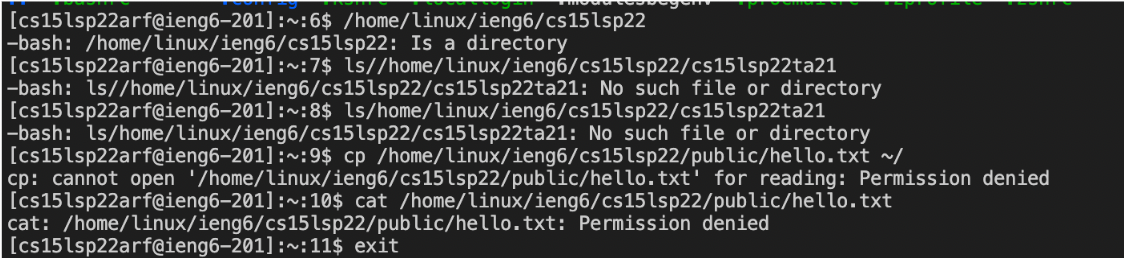 [cs15lsp22arf@ieng6-201]:~:6$ /home/linux/ieng6/cs15lsp22
-bash: /home/linux/ieng6/cs15lsp22: Is a directory
[cs15lsp22arf@ieng6-201]:~:7$ ls//home/linux/ieng6/cs15lsp22/cs15lsp22ta21
-bash: ls//home/linux/ieng6/cs15lsp22/cs15lsp22ta21: No such file or directory
[cs15lsp22arf@ieng6-201]:~:8$ ls/home/linux/ieng6/cs15lsp22/cs15lsp22ta21
-bash: ls/home/linux/ieng6/cs15lsp22/cs15lsp22ta21: No such file or directory
[cs15lsp22arf@ieng6-201]:~:9$ cp /home/linux/ieng6/cs15lsp22/public/hello.txt ~/
cp: cannot open '/home/linux/ieng6/cs15lsp22/public/hello.txt' for reading: Permission denied
[cs15lsp22arf@ieng6-201]:~:10$ cat /home/linux/ieng6/cs15lsp22/public/hello.txt
cat: /home/linux/ieng6/cs15lsp22/public/hello.txt: Permission denied
[cs15lsp22arf@ieng6-201]:~:11$ exit